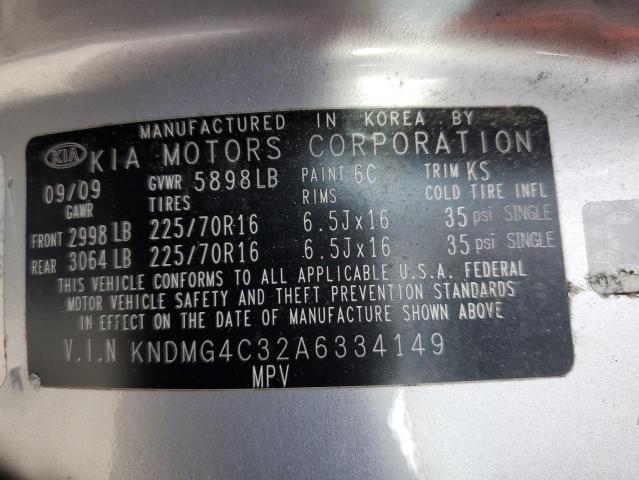 MANUFACTURED IN KOREA BY
KIA KIA MOTORS CORPORATION
09/09 GVWR 5898LB PAINT 6C TRIM KS
GAWR TIRES RIMS COLD TIRE INFL
FRONT 2998 LB 225/70R16 6.5Jx16 35 psi SINGLE
REAR 3064 LB 225/70R16 6.5Jx16 35 psi SINGLE
THIS VEHICLE CONFORMS TO ALL APPLICABLE U.S.A. FEDERAL
MOTOR VEHICLE SAFETY AND THEFT PREVENTION STANDARDS
IN EFFECT ON THE DATE OF MANUFACTURE SHOWN ABOVE
V.I.N KNDMG4C32A6334149
MPV